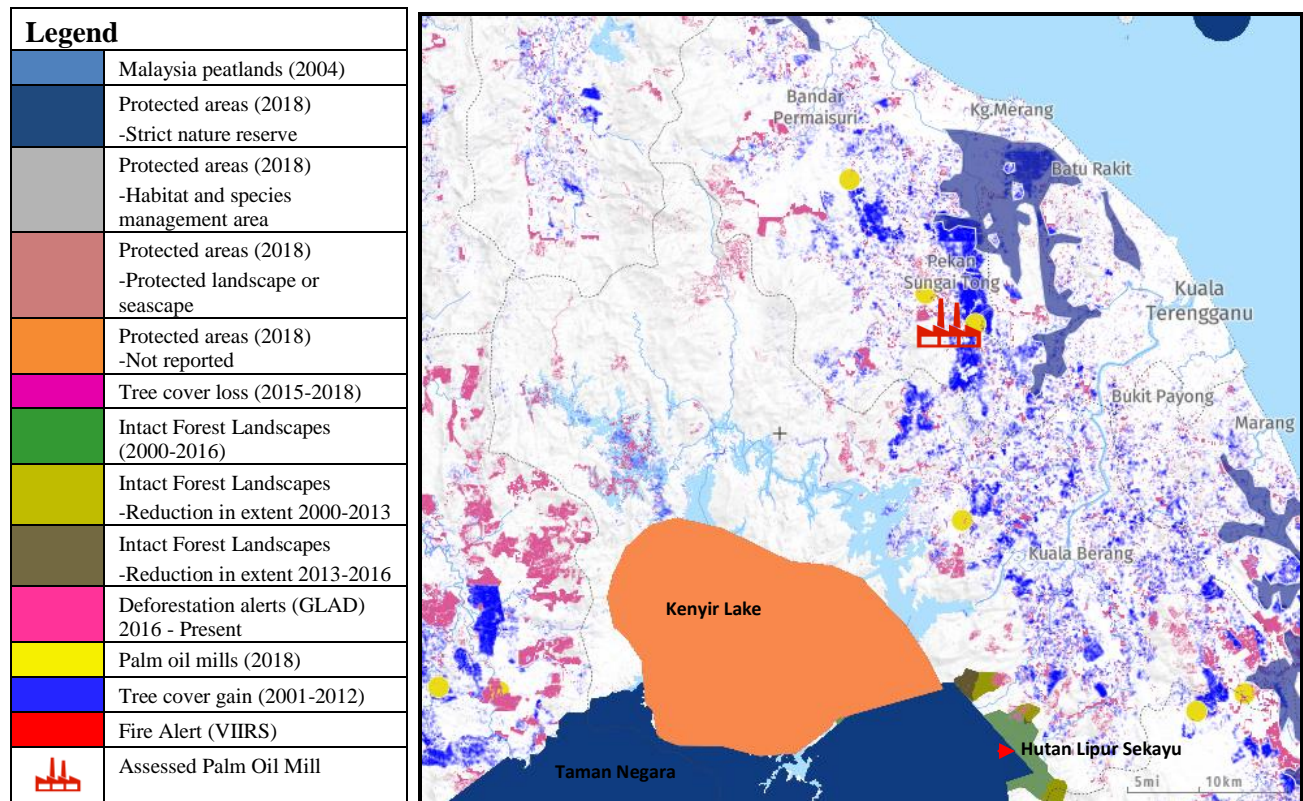 Legend
Malaysia peatlands (2004)
Protected areas (2018)
-Strict nature reserve
Protected areas (2018)
-Habitat and species
management area
Protected areas (2018)
-Protected landscape or
seascape
Protected areas (2018)
-Not reported
Tree cover loss (2015-2018)
Intact Forest Landscapes
(2000-2016)
Intact Forest Landscapes
-Reduction in extent 2000-2013
Intact Forest Landscapes
-Reduction in extent 2013-2016
Deforestation alerts (GLAD)
2016 - Present
Palm oil mills (2018)
Tree cover gain (2001-2012)
Fire Alert (VIIRS)
Assessed Palm Oil Mill
Bandar
Permaisuri
Kg.Merang
Batu Rakit
Pekan
Sungai Tong
Kuala
Terengganu
Bukit Payong
Marang
Kuala Berang
Kenyir Lake
Hutan Lipur Sekayu
Taman Negara
5mi
10km